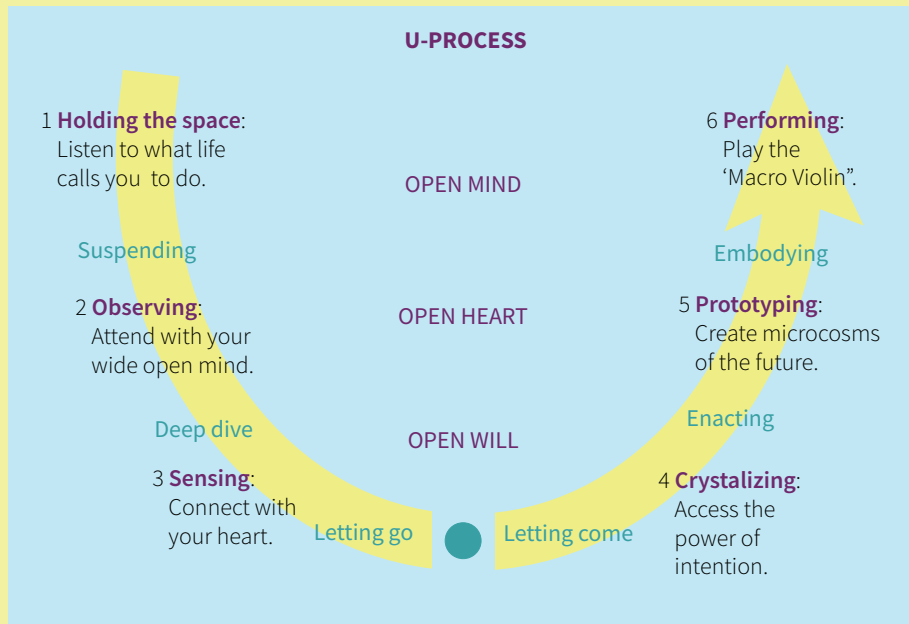 U-PROCESS
1 Holding the space:
Listen to what life
calls you  to do.
Suspending
2 Observing:
Attend with your
wide open mind.
Deep dive
3 Sensing:
Connect with
your heart.
Letting go
OPEN MIND
OPEN HEART
OPEN WILL
Letting come
4 Crystalizing:
Access the
power of
intention.
Enacting
5 Prototyping:
Create microcosms
of the future.
Embodying
6 Performing:
Play the
‘Macro Violin”.